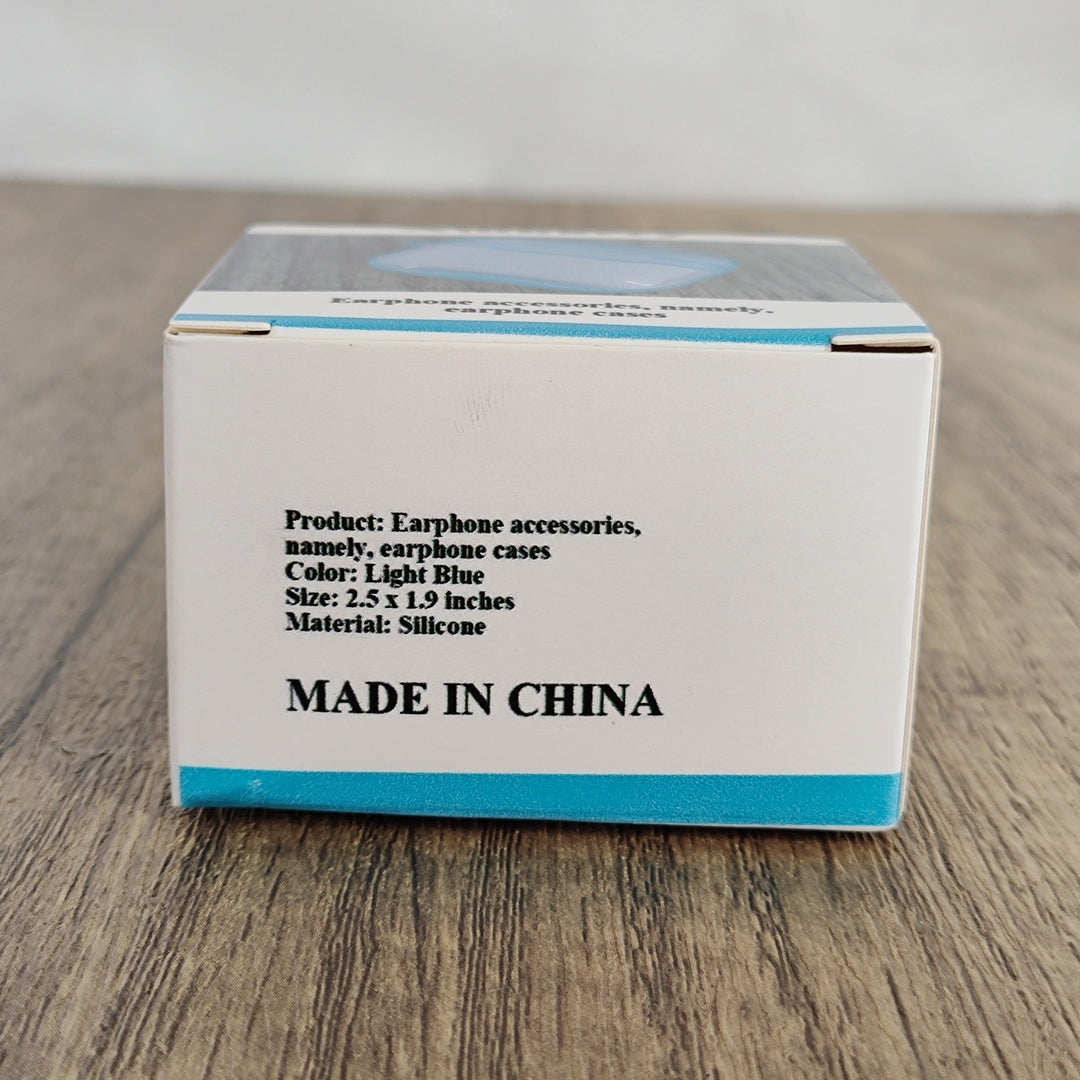 Earphone accessories, namely,
earphone cases
Product: Earphone accessories,
namely, earphone cases
Color: Light Blue
Size: 2.5 x 1.9 inches
Material: Silicone
MADE IN CHINA